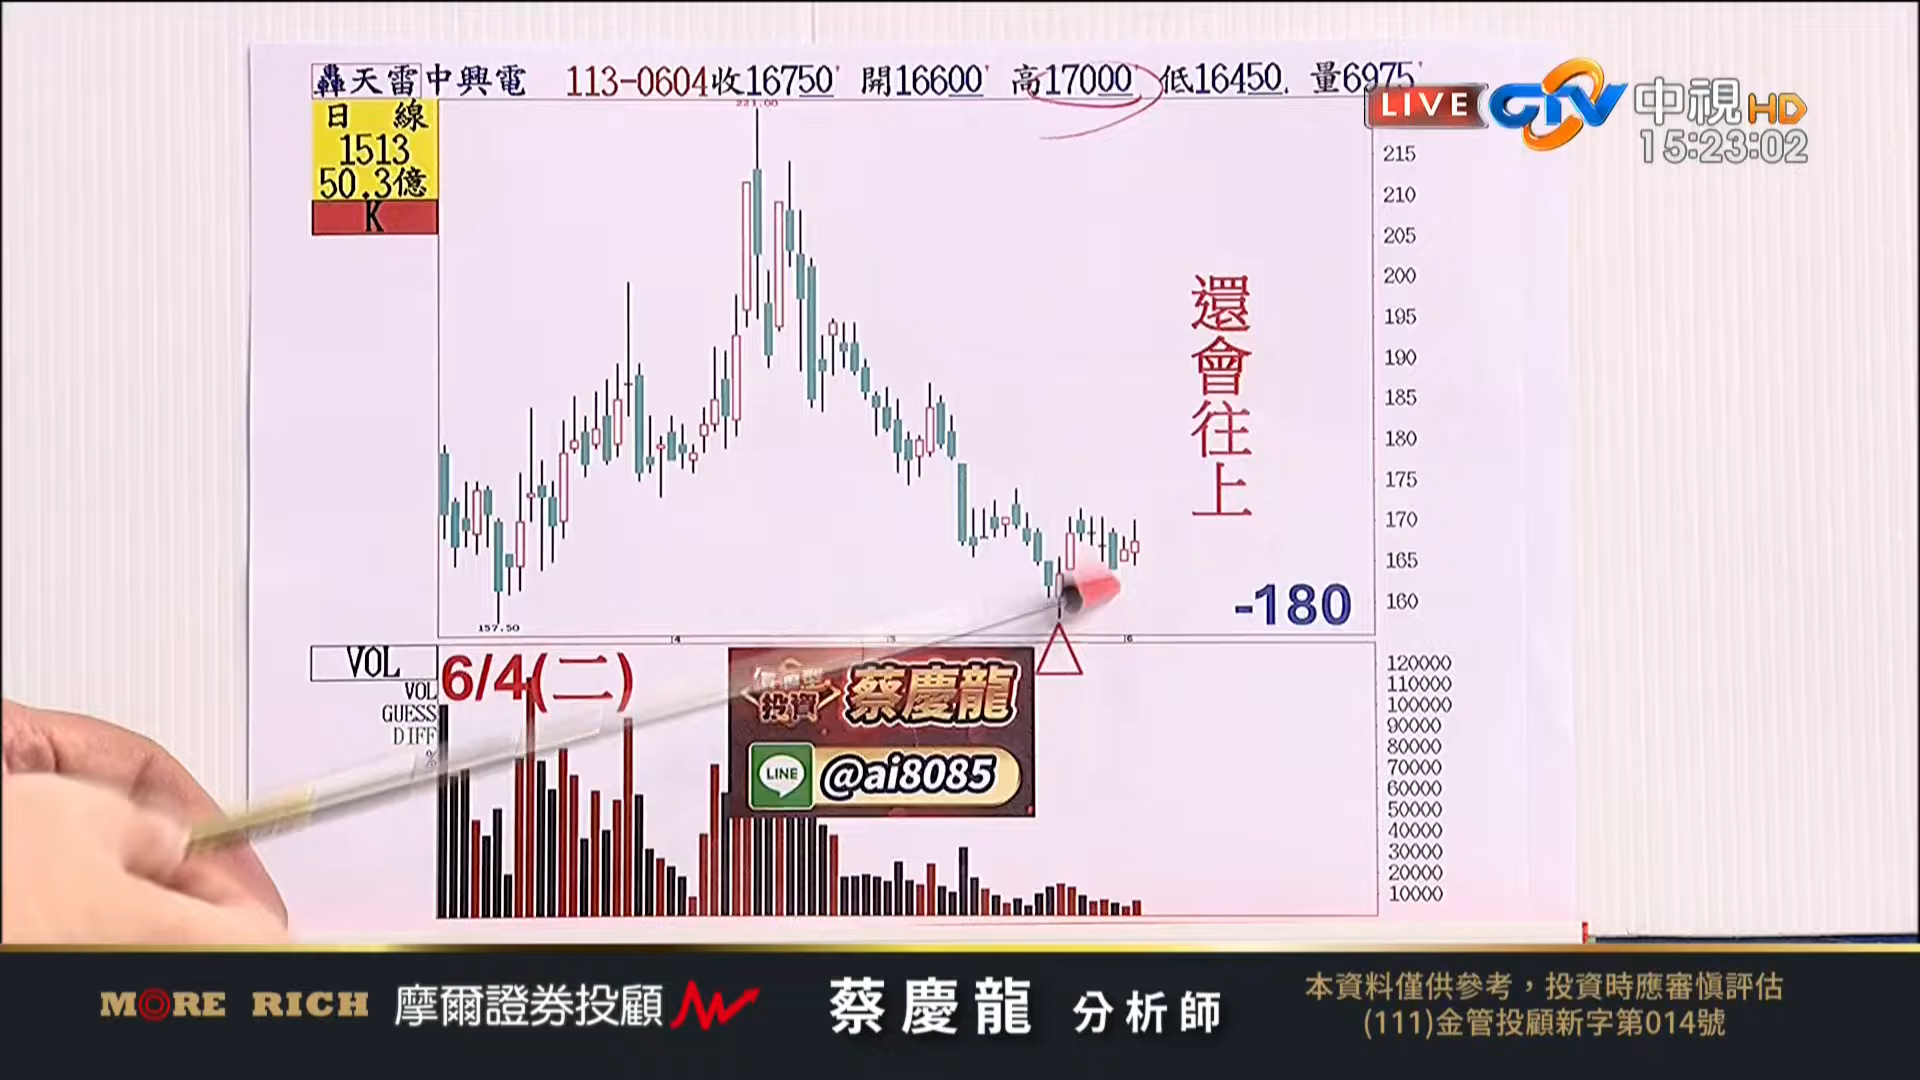 轟天雷中興電 113-0604收16750' 開16600' 高17000' 低16450. 量6975'
LIVE CTV 中視HD
15:23:02
日 線
1513
50.3億
K
221.00
215
210
205
200
195
190
185
180
175
170
165
160
還會往上
-180
157.50
4
5
6
VOL
VOL
GUESS
DIFF
%
6/4(二)
投資
蔡慶龍
LINE @ai8085
120000
110000
100000
90000
80000
70000
60000
50000
40000
30000
20000
10000
MORE RICH 摩爾證券投顧 蔡慶龍 分析師
本資料僅供參考，投資時應審慎評估
(111)金管投顧新字第014號